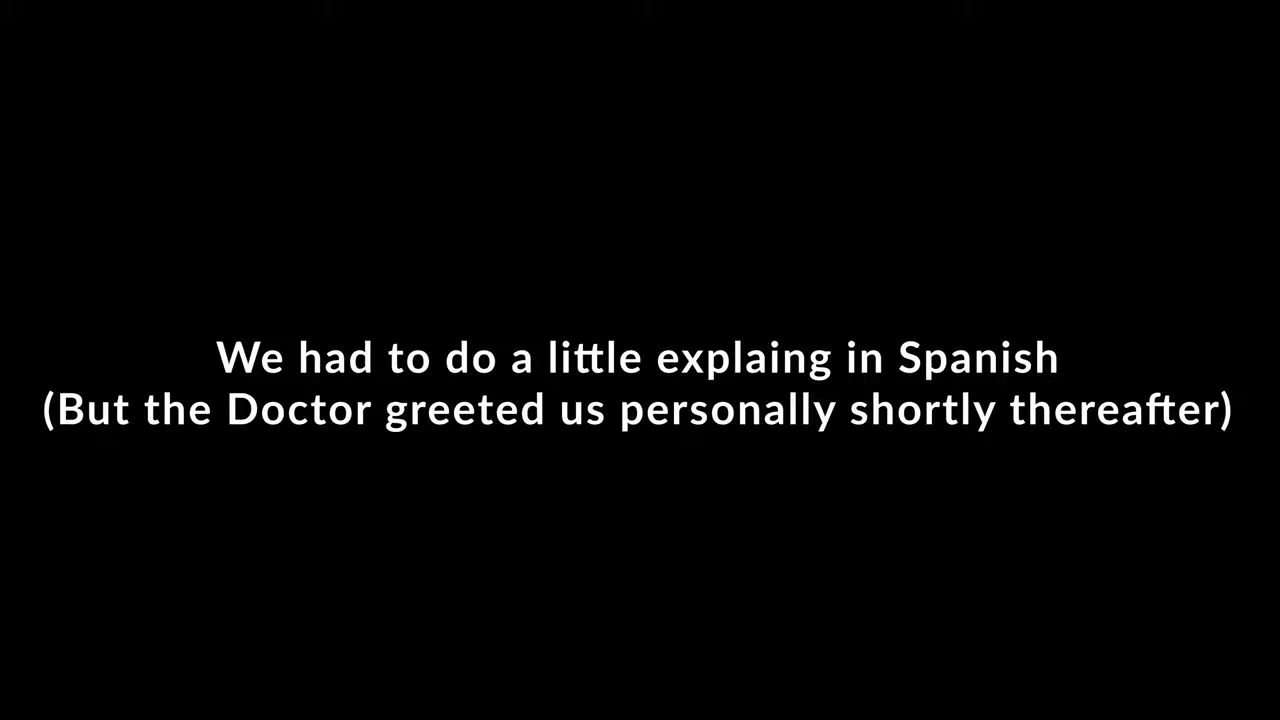 We had to do a little explaing in Spanish
(But the Doctor greeted us personally shortly thereafter)